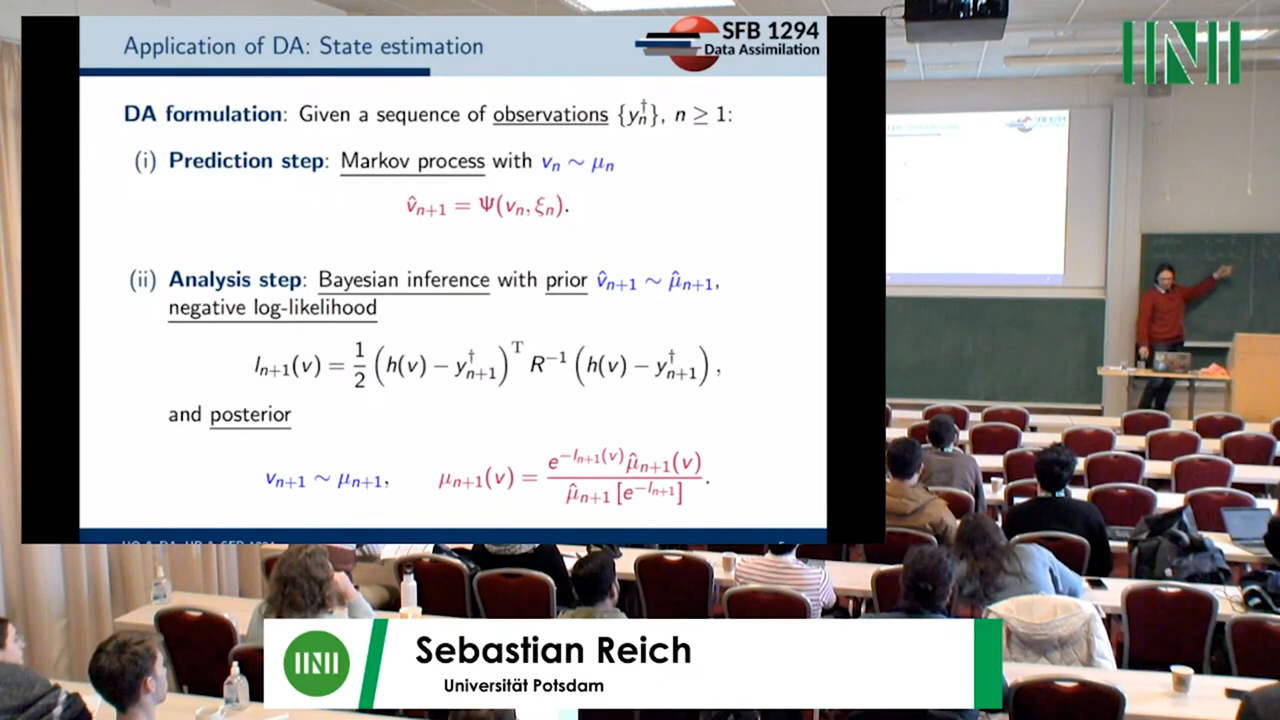 Application of DA: State estimation
SFB 1294
Data Assimilation
DA formulation: Given a sequence of observations {y†ₙ}, n ≥ 1:
(i) Prediction step: Markov process with vₙ ∼ μₙ
v̂ₙ₊₁ = Ψ(vₙ, ξₙ).
(ii) Analysis step: Bayesian inference with prior v̂ₙ₊₁ ∼ μ̂ₙ₊₁,
negative log-likelihood
lₙ₊₁(v) = 1/2 (h(v) − y†ₙ₊₁)ᵀ R⁻¹ (h(v) − y†ₙ₊₁),
and posterior
vₙ₊₁ ∼ μₙ₊₁, μₙ₊₁(v) = e^{−lₙ₊₁(v)} μ̂ₙ₊₁(v) / μ̂ₙ₊₁[e^{−lₙ₊₁}].
Sebastian Reich
Universität Potsdam